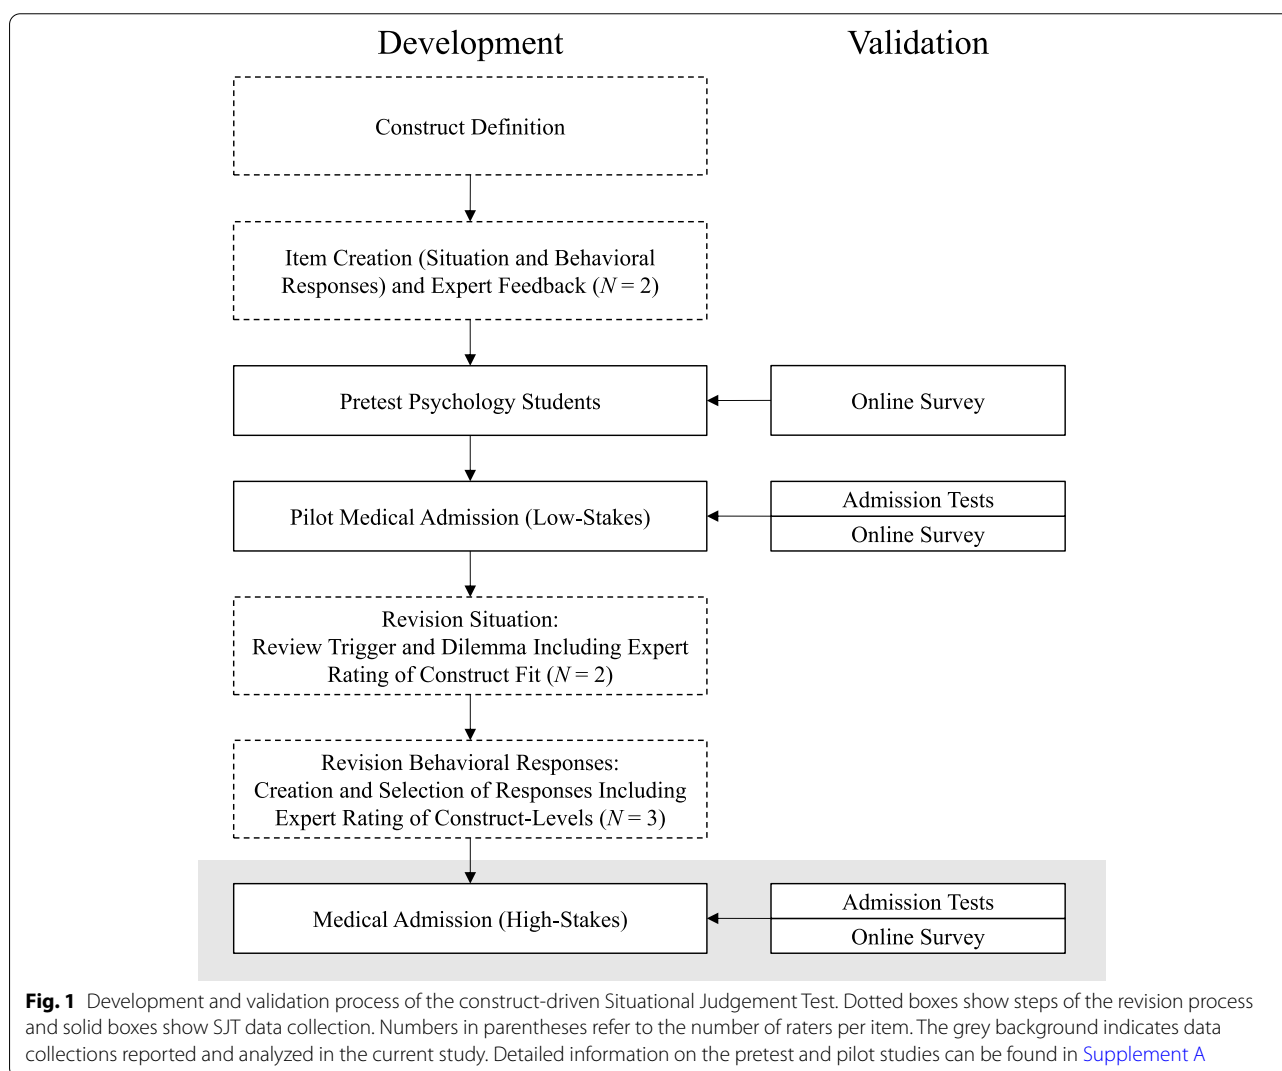 Development
Validation
Construct Definition
Item Creation (Situation and Behavioral
Responses) and Expert Feedback (N = 2)
Pretest Psychology Students
Online Survey
Pilot Medical Admission (Low-Stakes)
Admission Tests
Online Survey
Revision Situation:
Review Trigger and Dilemma Including Expert
Rating of Construct Fit (N = 2)
Revision Behavioral Responses:
Creation and Selection of Responses Including
Expert Rating of Construct-Levels (N = 3)
Medical Admission (High-Stakes)
Admission Tests
Online Survey
Fig. 1 Development and validation process of the construct-driven Situational Judgement Test. Dotted boxes show steps of the revision process
and solid boxes show SJT data collection. Numbers in parentheses refer to the number of raters per item. The grey background indicates data
collections reported and analyzed in the current study. Detailed information on the pretest and pilot studies can be found in Supplement A